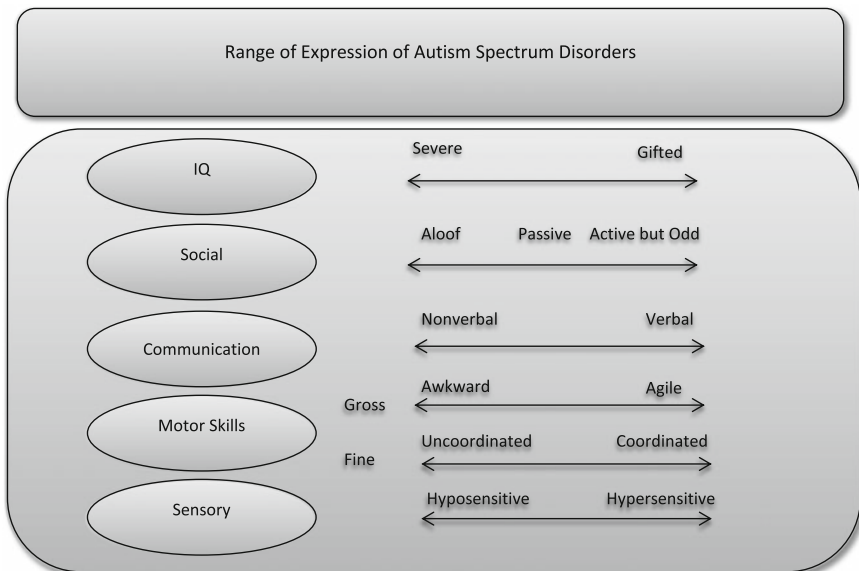 Range of Expression of Autism Spectrum Disorders
IQ Severe Gifted
Social Aloof Passive Active but Odd
Communication Nonverbal Verbal
Motor Skills
Gross Awkward Agile
Fine Uncoordinated Coordinated
Sensory Hyposensitive Hypersensitive